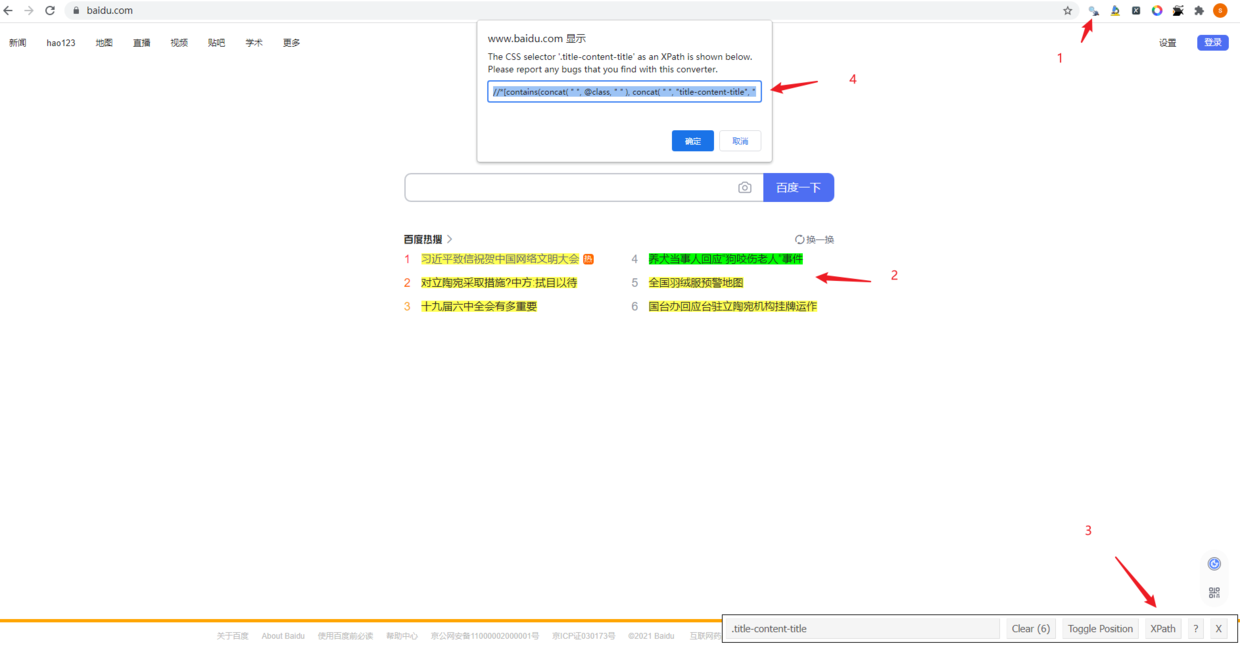 baidu.com
新闻 hao123 地图 直播 视频 贴吧 学术 更多
设置 登录
1
www.baidu.com 显示
The CSS selector '.title-content-title' as an XPath is shown below.
Please report any bugs that you find with this converter.
//*[contains(concat( " ", @class, " " ), concat( " ", "title-content-title", "
4
确定 取消
百度一下
百度热搜
换一换
1 习近平致信祝贺中国网络文明大会 热
4 养犬当事人回应"狗咬伤老人"事件
2 对立陶宛采取措施?中方:拭目以待
5 全国羽绒服预警地图
3 十九届六中全会有多重要
6 国台办回应台驻立陶宛机构挂牌运作
2
3
关于百度 About Baidu 使用百度前必读 帮助中心 京公网安备11000002000001号 京ICP证030173号 ©2021 Baidu 互联网药
.title-content-title Clear (6) Toggle Position XPath ? X